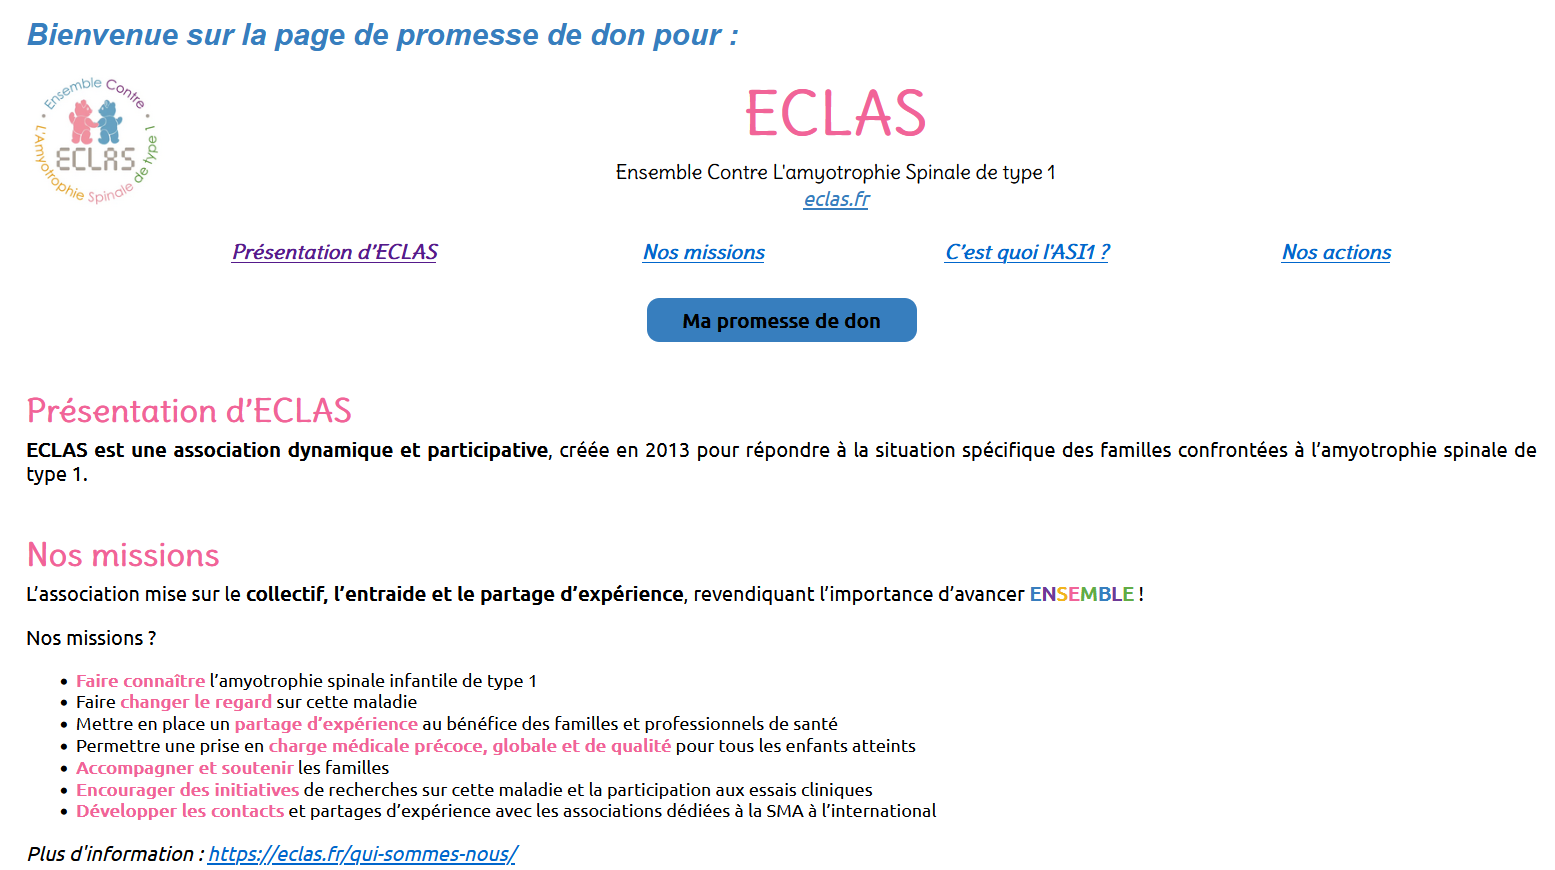 Bienvenue sur la page de promesse de don pour :
• Ensemble Contre •
L'Amyotrophie Spinale de type 1
ECLAS
ECLAS
Ensemble Contre L'amyotrophie Spinale de type 1
eclas.fr
Présentation d’ECLAS Nos missions C’est quoi l'ASI1 ? Nos actions
Ma promesse de don
Présentation d’ECLAS
ECLAS est une association dynamique et participative, créée en 2013 pour répondre à la situation spécifique des familles confrontées à l’amyotrophie spinale de
type 1.
Nos missions
L’association mise sur le collectif, l’entraide et le partage d’expérience, revendiquant l’importance d’avancer ENSEMBLE !
Nos missions ?
• Faire connaître l’amyotrophie spinale infantile de type 1
• Faire changer le regard sur cette maladie
• Mettre en place un partage d’expérience au bénéfice des familles et professionnels de santé
• Permettre une prise en charge médicale précoce, globale et de qualité pour tous les enfants atteints
• Accompagner et soutenir les familles
• Encourager des initiatives de recherches sur cette maladie et la participation aux essais cliniques
• Développer les contacts et partages d’expérience avec les associations dédiées à la SMA à l’international
Plus d'information : https://eclas.fr/qui-sommes-nous/